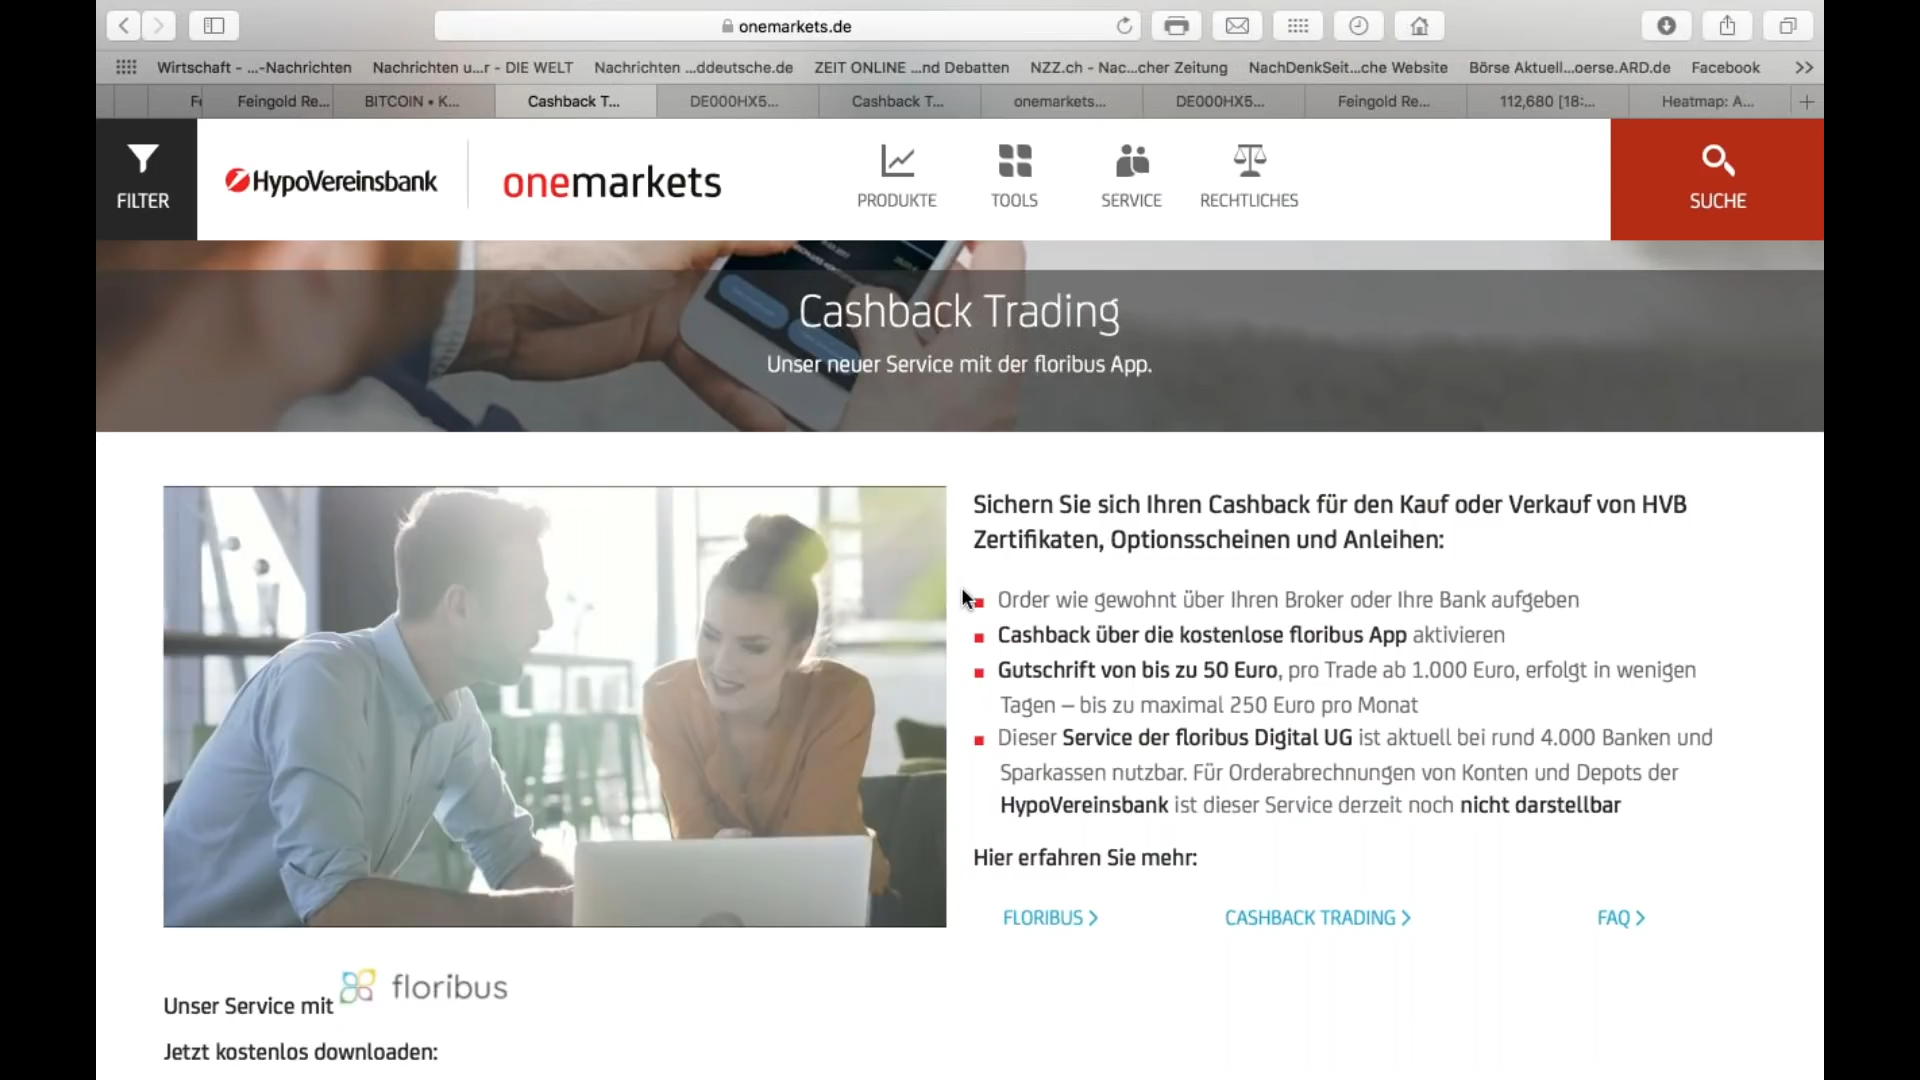 onemarkets.de
Wirtschaft - ...-Nachrichten Nachrichten u...r - DIE WELT Nachrichten ...ddeutsche.de ZEIT ONLINE ...nd Debatten NZZ.ch - Nac...cher Zeitung NachDenkSeit...che Website Börse Aktuell...oerse.ARD.de Facebook >>
Feingold Re... BITCOIN • K... Cashback T... DE000HX5... Cashback T... onemarkets... DE000HX5... Feingold Re... 112,680 [18:... Heatmap: A... +
FILTER
HypoVereinsbank
onemarkets
PRODUKTE TOOLS SERVICE RECHTLICHES
SUCHE
Cashback Trading
Unser neuer Service mit der floribus App.
Sichern Sie sich Ihren Cashback für den Kauf oder Verkauf von HVB
Zertifikaten, Optionsscheinen und Anleihen:
Order wie gewohnt über Ihren Broker oder Ihre Bank aufgeben
Cashback über die kostenlose floribus App aktivieren
Gutschrift von bis zu 50 Euro, pro Trade ab 1.000 Euro, erfolgt in wenigen
Tagen – bis zu maximal 250 Euro pro Monat
Dieser Service der floribus Digital UG ist aktuell bei rund 4.000 Banken und
Sparkassen nutzbar. Für Orderabrechnungen von Konten und Depots der
HypoVereinsbank ist dieser Service derzeit noch nicht darstellbar
Hier erfahren Sie mehr:
FLORIBUS > CASHBACK TRADING > FAQ >
Unser Service mit floribus
Jetzt kostenlos downloaden: